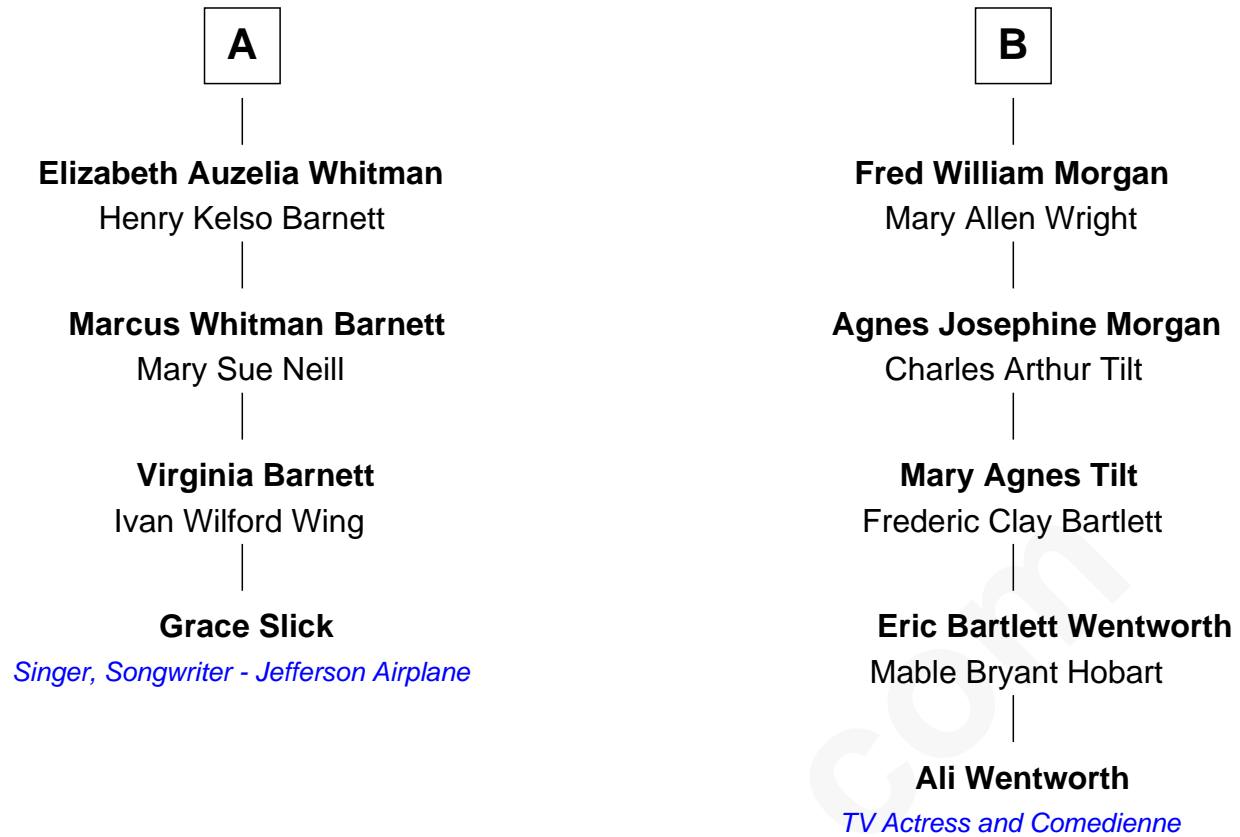 A
Elizabeth Auzelia Whitman
Henry Kelso Barnett
Marcus Whitman Barnett
Mary Sue Neill
Virginia Barnett
Ivan Wilford Wing
Grace Slick
Singer, Songwriter - Jefferson Airplane
B
Fred William Morgan
Mary Allen Wright
Agnes Josephine Morgan
Charles Arthur Tilt
Mary Agnes Tilt
Frederic Clay Bartlett
Eric Bartlett Wentworth
Mable Bryant Hobart
Ali Wentworth
TV Actress and Comedienne
com